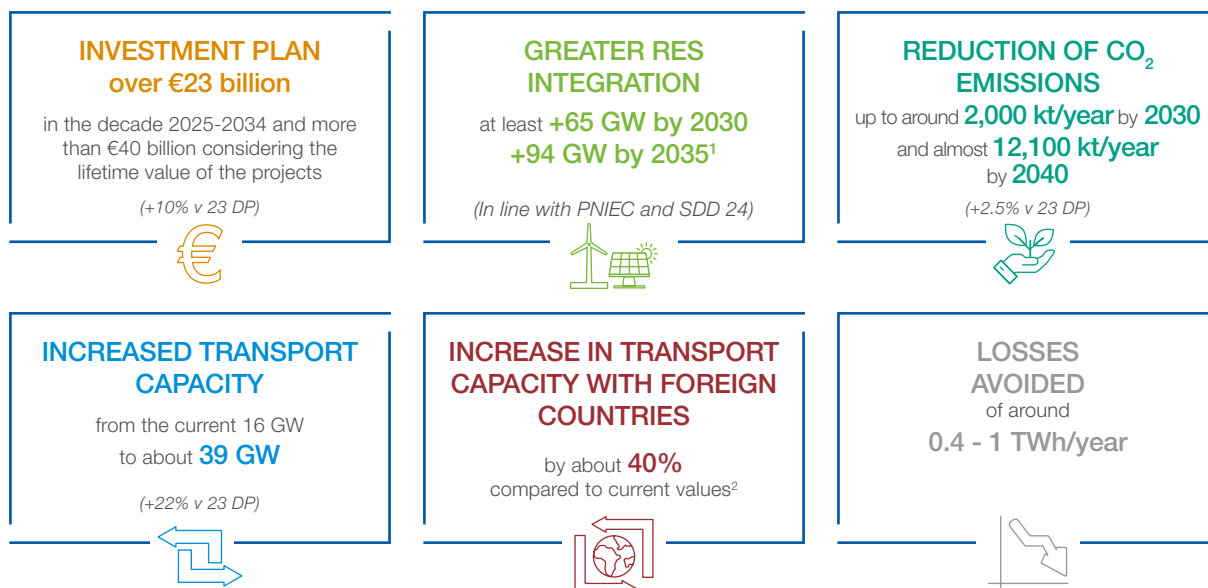 INVESTMENT PLAN
over €23 billion
in the decade 2025-2034 and more
than €40 billion considering the
lifetime value of the projects
(+10% v 23 DP)
GREATER RES
INTEGRATION
at least +65 GW by 2030
+94 GW by 2035¹
(In line with PNIEC and SDD 24)
REDUCTION OF CO₂
EMISSIONS
up to around 2,000 kt/year by 2030
and almost 12,100 kt/year
by 2040
(+2.5% v 23 DP)
INCREASED TRANSPORT
CAPACITY
from the current 16 GW
to about 39 GW
(+22% v 23 DP)
INCREASE IN TRANSPORT
CAPACITY WITH FOREIGN
COUNTRIES
by about 40%
compared to current values²
LOSSES
AVOIDED
of around
0.4 - 1 TWh/year